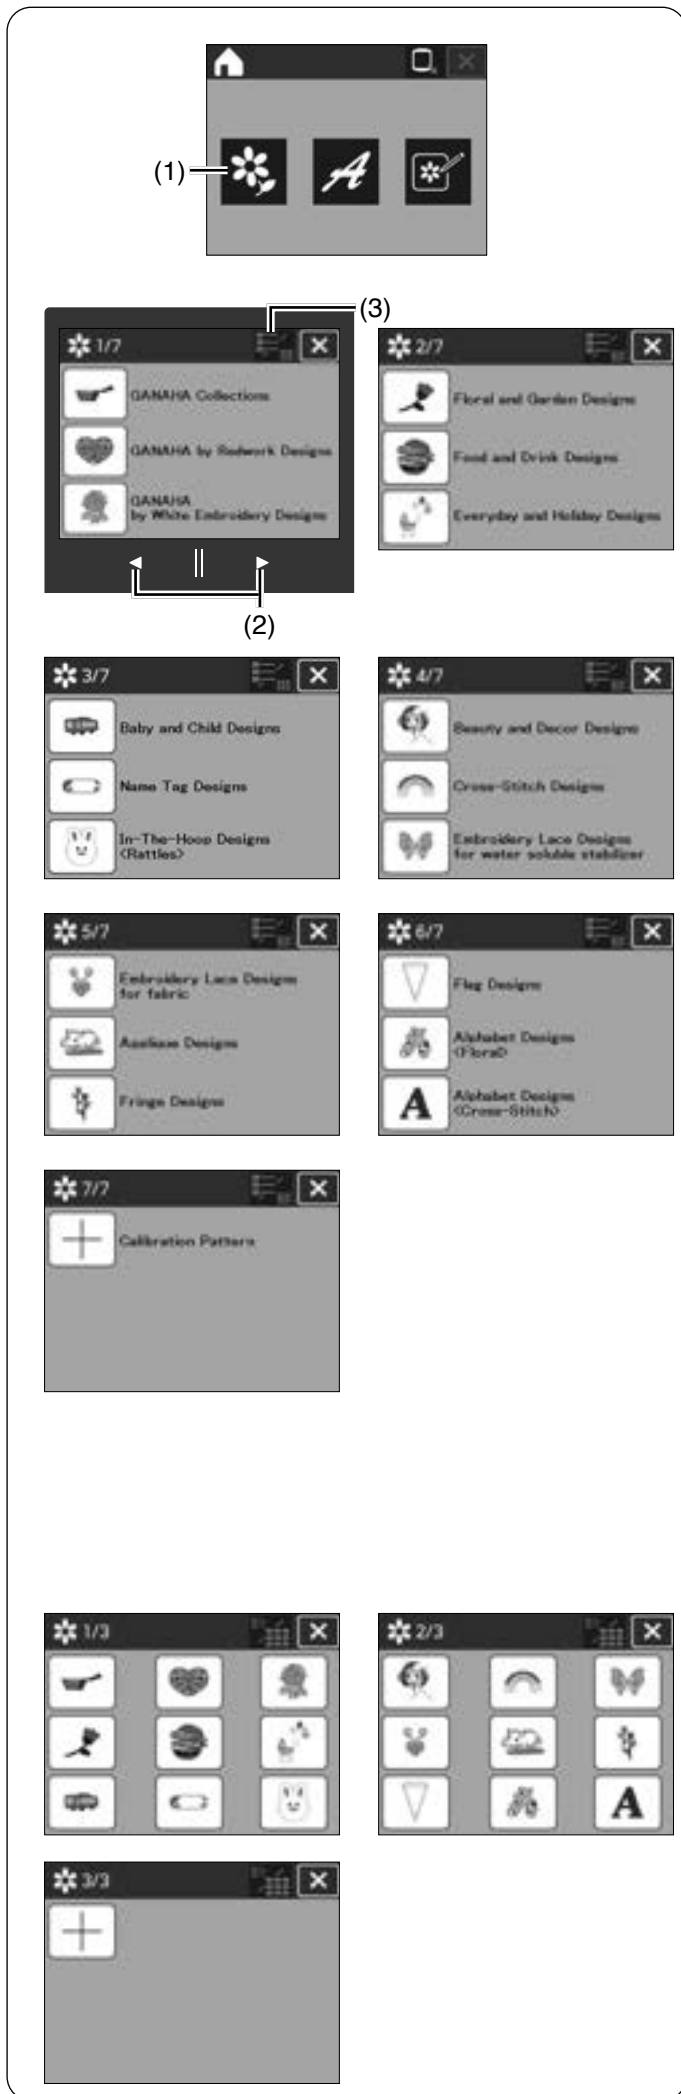 (1)
A
(3)
1/7
GANAHA Collections
GANAHA by Redwork Designs
GANAHA
by White Embroidery Designs
(2)
2/7
Floral and Garden Designs
Food and Drink Designs
Everyday and Holiday Designs
3/7
Baby and Child Designs
Name Tag Designs
In-The-Hoop Designs
<Rattles>
4/7
Beauty and Decor Designs
Cross-Stitch Designs
Embroidery Lace Designs
for water soluble stabilizer
5/7
Embroidery Lace Designs
for fabric
Applique Designs
Fringe Designs
6/7
Flag Designs
Alphabet Designs
<Floral>
A
Alphabet Designs
<Cross-Stitch>
7/7
Calibration Pattern
1/3
2/3
A
3/3